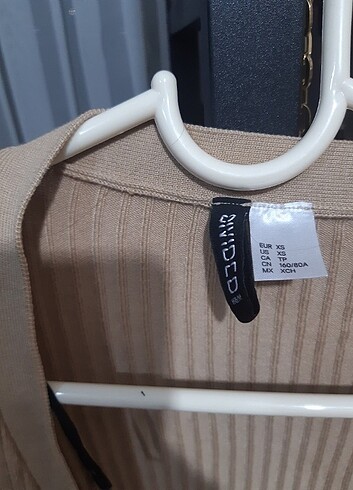 DIVIDED
EUR XS
US XS
CA TP
CN 160/80A
MX XCH